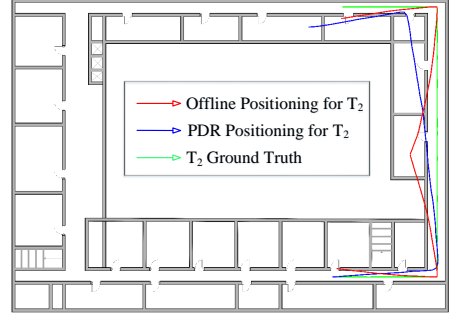 Offline Positioning for T₂
PDR Positioning for T₂
T₂ Ground Truth